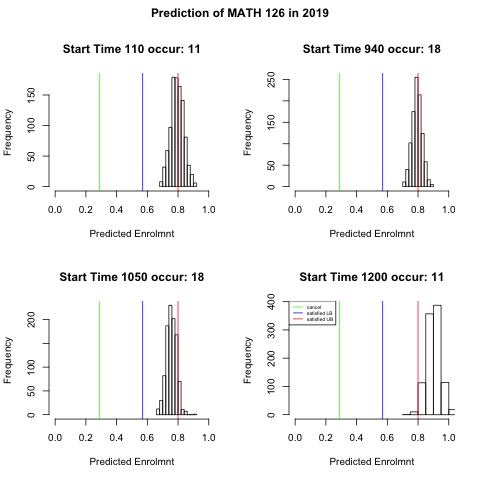 Prediction of MATH 126 in 2019
Start Time 110 occur: 11
Frequency
150
100
50
0
0.0 0.2 0.4 0.6 0.8 1.0
Predicted Enrolmnt
Start Time 940 occur: 18
Frequency
250
150
50
0
0.0 0.2 0.4 0.6 0.8 1.0
Predicted Enrolmnt
Start Time 1050 occur: 18
Frequency
200
100
50
0
0.0 0.2 0.4 0.6 0.8 1.0
Predicted Enrolmnt
Start Time 1200 occur: 11
Frequency
400
300
200
100
0
cancel
satisfied LB
satisfied UB
0.0 0.2 0.4 0.6 0.8 1.0
Predicted Enrolmnt